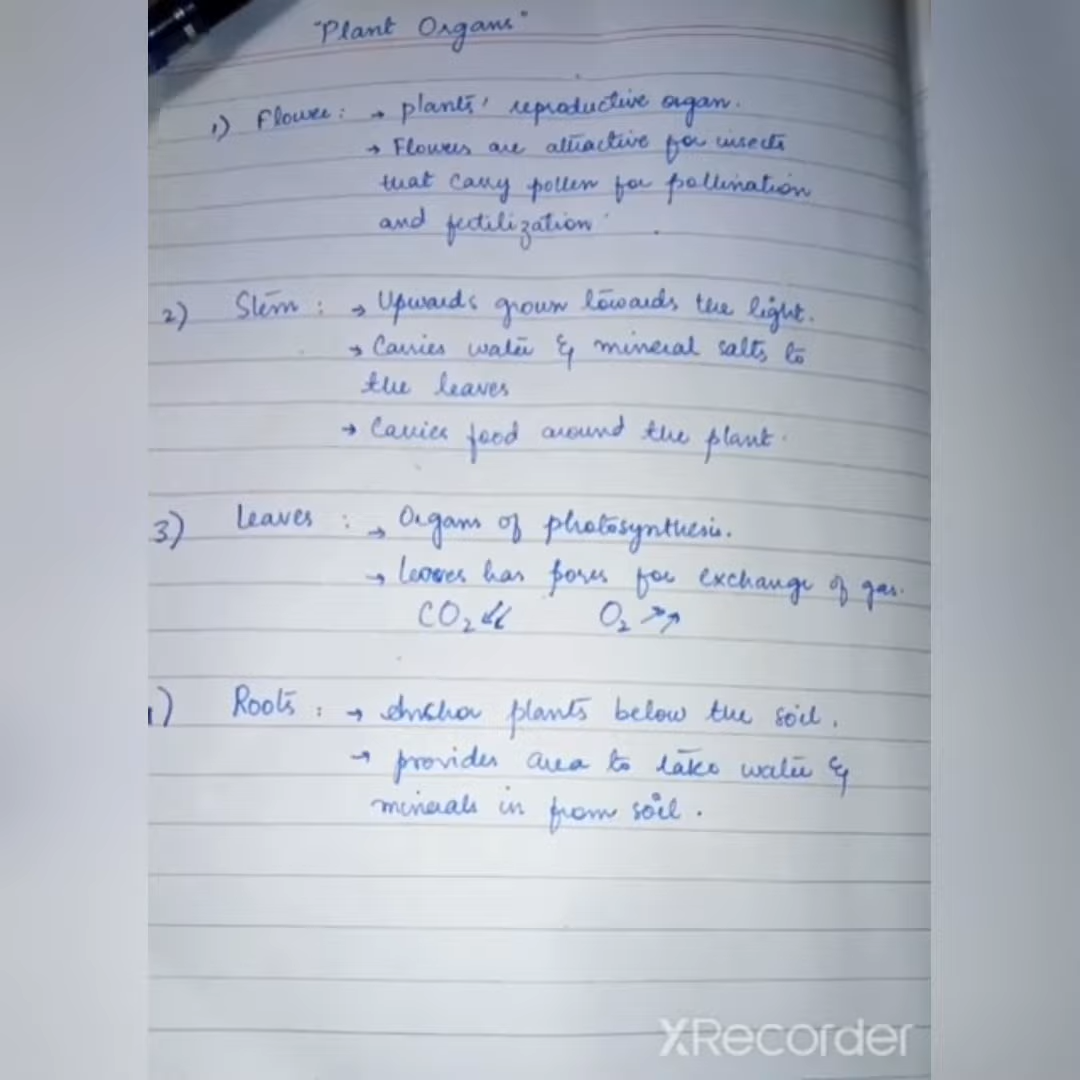 "Plant Organs"
1) Flower : → plants' reproductive organ.
→ Flowers are attractive for insects
that carry pollen for pollination
and fertilization
2) Stem : → Upwards grown towards the light.
→ Carries water & mineral salts to
the leaves
→ Carries food around the plant.
3) Leaves : → Organs of photosynthesis.
→ leaves has pores for exchange of gas.
CO₂ ↙↙ O₂ ↗↗
) Roots : → Anchor plants below the soil.
→ provides area to take water &
minerals in from soil.
XRecorder